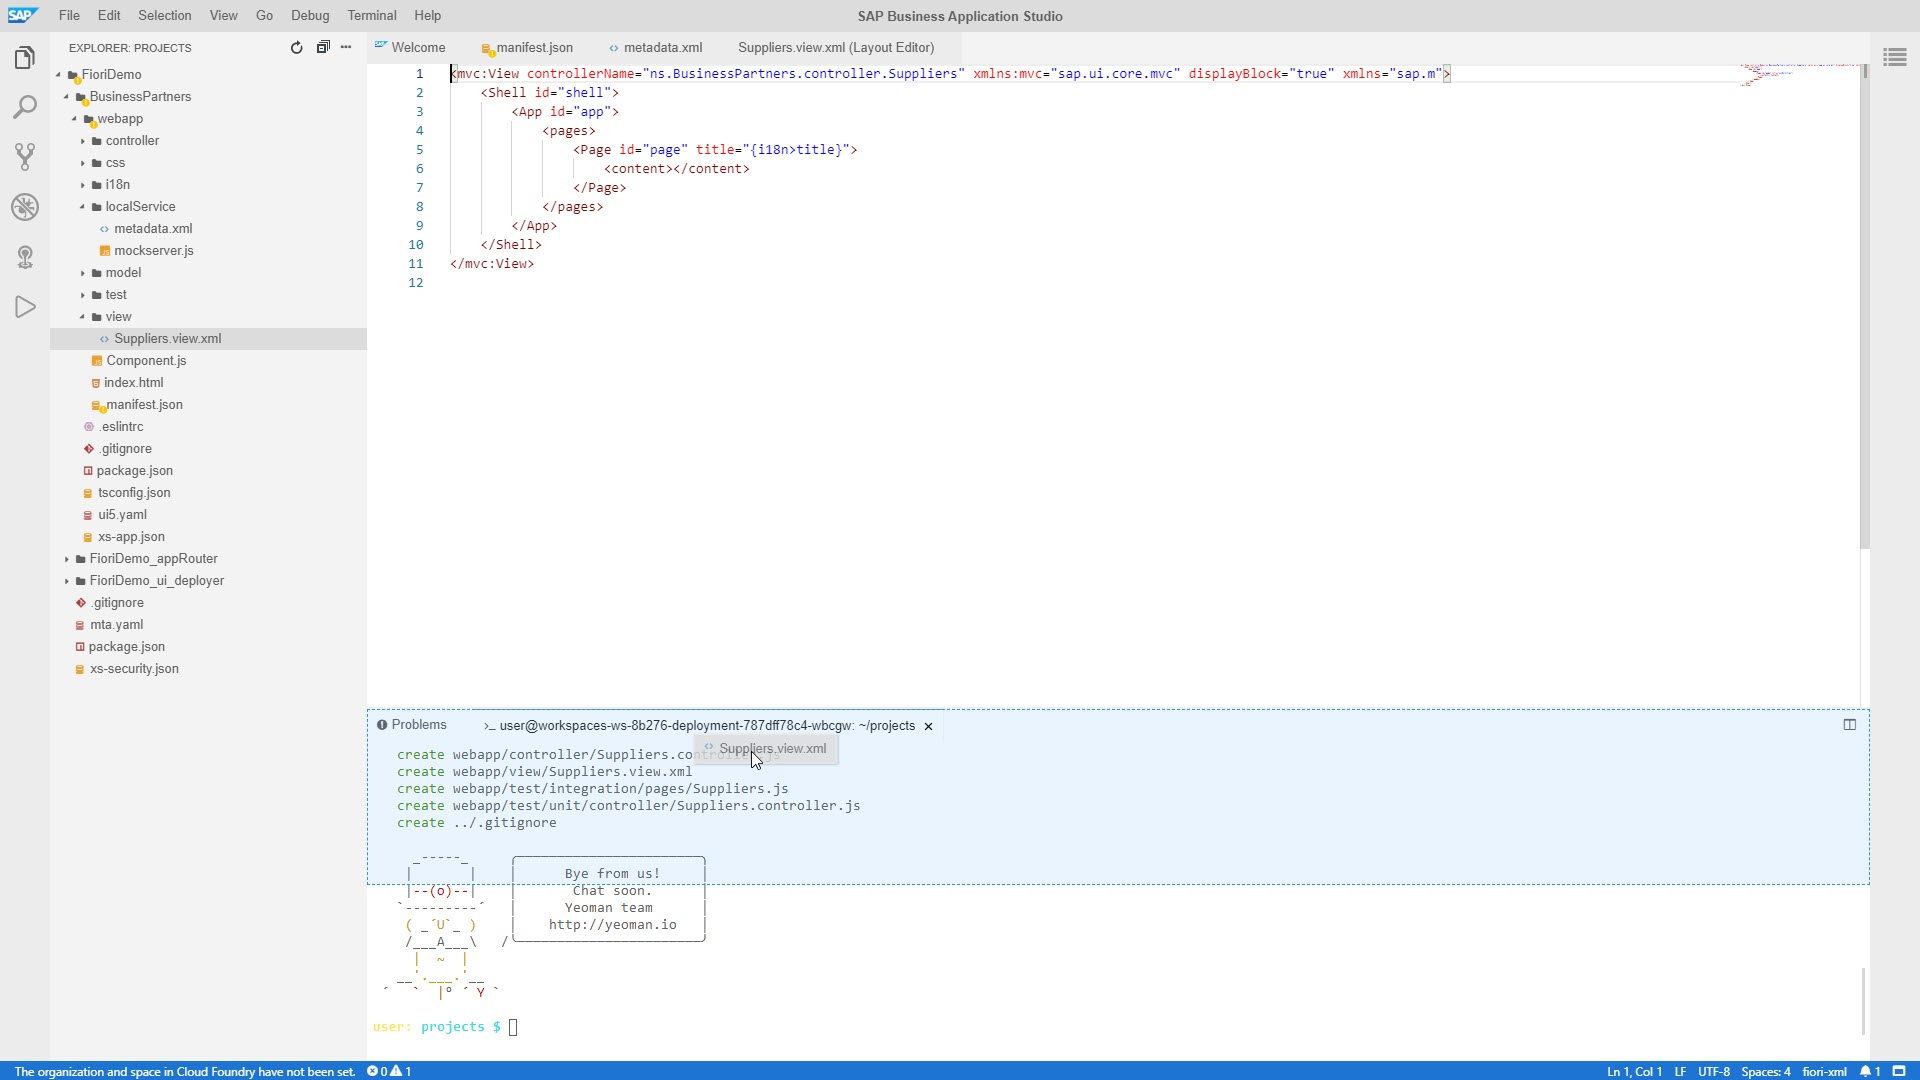 SAP File Edit Selection View Go Debug Terminal Help SAP Business Application Studio
EXPLORER: PROJECTS
Welcome manifest.json metadata.xml Suppliers.view.xml (Layout Editor)
FioriDemo
BusinessPartners
webapp
controller
css
i18n
localService
metadata.xml
mockserver.js
model
test
view
Suppliers.view.xml
Component.js
index.html
manifest.json
.eslintrc
.gitignore
package.json
tsconfig.json
ui5.yaml
xs-app.json
FioriDemo_appRouter
FioriDemo_ui_deployer
.gitignore
mta.yaml
package.json
xs-security.json
1 <mvc:View controllerName="ns.BusinessPartners.controller.Suppliers" xmlns:mvc="sap.ui.core.mvc" displayBlock="true" xmlns="sap.m">
2 <Shell id="shell">
3 <App id="app">
4 <pages>
5 <Page id="page" title="{i18n>title}">
6 <content></content>
7 </Page>
8 </pages>
9 </App>
10 </Shell>
11 </mvc:View>
12
Problems >_ user@workspaces-ws-8b276-deployment-787dff78c4-wbcgw: ~/projects ×
Suppliers.view.xml
create webapp/controller/Suppliers.controller.js
create webapp/view/Suppliers.view.xml
create webapp/test/integration/pages/Suppliers.js
create webapp/test/unit/controller/Suppliers.controller.js
create ../.gitignore
Bye from us!
Chat soon.
Yeoman team
http://yeoman.io
user: projects $
The organization and space in Cloud Foundry have not been set. 0 1 Ln 1, Col 1 LF UTF-8 Spaces: 4 fiori-xml 1